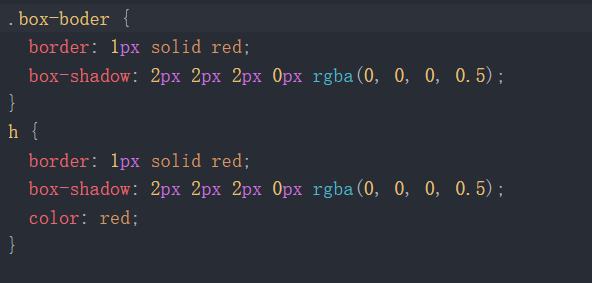 .box-boder {
  border: 1px solid red;
  box-shadow: 2px 2px 2px 0px rgba(0, 0, 0, 0.5);
}
h {
  border: 1px solid red;
  box-shadow: 2px 2px 2px 0px rgba(0, 0, 0, 0.5);
  color: red;
}